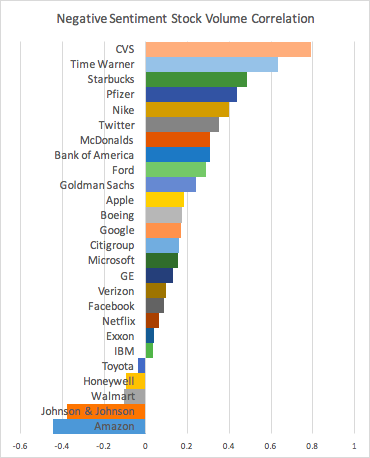 Negative Sentiment Stock Volume Correlation
CVS
Time Warner
Starbucks
Pfizer
Nike
Twitter
McDonalds
Bank of America
Ford
Goldman Sachs
Apple
Boeing
Google
Citigroup
Microsoft
GE
Verizon
Facebook
Netflix
Exxon
IBM
Toyota
Honeywell
Walmart
Johnson & Johnson
Amazon
-0.6 -0.4 -0.2 0 0.2 0.4 0.6 0.8 1